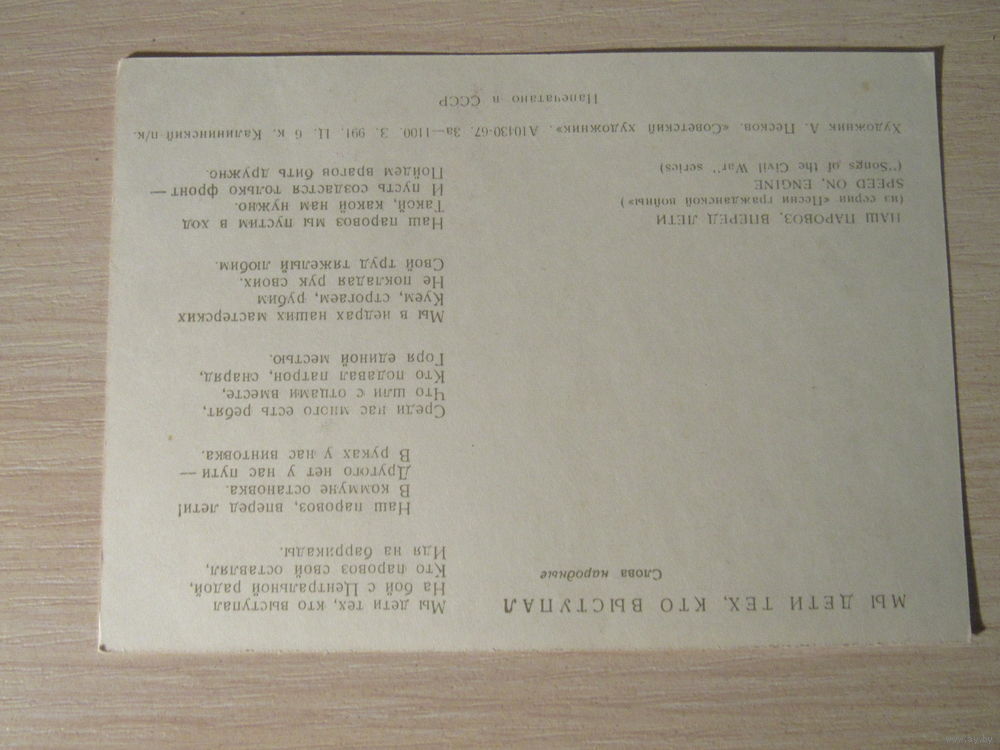 МЫ ДЕТИ ТЕХ, КТО ВЫСТУПАЛ
Слова народные
Мы дети тех, кто выступал
На бой с Центральной радой,
Кто паровоз свой оставлял,
Идя на баррикады.
Наш паровоз, вперед лети!
В коммуне остановка.
Другого нет у нас пути —
В руках у нас винтовка.
Среди нас много есть ребят,
Что шли с отцами вместе,
Кто подавал патрон, снаряд,
Горя единой местью.
Мы в недрах наших мастерских
Куем, строгаем, рубим
Не покладая рук своих.
Свой труд тяжелый любим.
Наш паровоз мы пустим в ход
Такой, какой нам нужно.
И пусть создастся только фронт —
Пойдем врагов бить дружно.
НАШ ПАРОВОЗ, ВПЕРЕД ЛЕТИ
(из серии «Песни гражданской войны»)
SPEED ON, ENGINE
("Songs of the Civil War" series)
Художник А. Песков. «Советский художник». А10130-67. За—1100. З. 991. Ц. 6 к. Калининский п/к.
Напечатано в СССР
www.ay.by